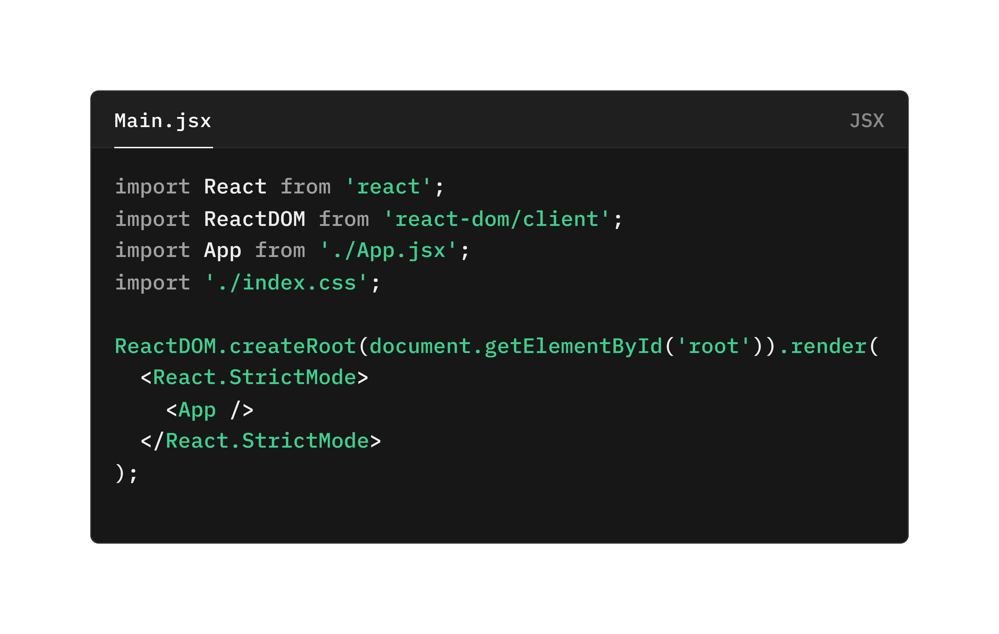 Main.jsx
JSX
import React from 'react';
import ReactDOM from 'react-dom/client';
import App from './App.jsx';
import './index.css';

ReactDOM.createRoot(document.getElementById('root')).render(
  <React.StrictMode>
    <App />
  </React.StrictMode>
);